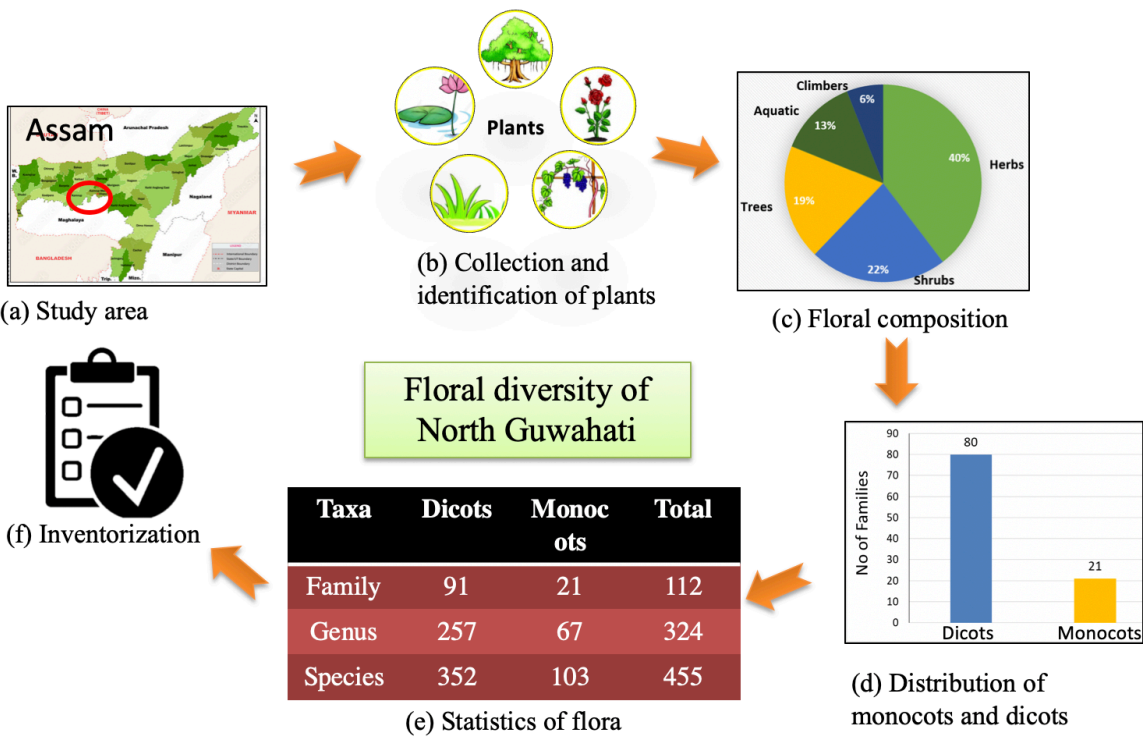 Assam
Arunachal Pradesh
Nagaland
MYANMAR
Meghalaya
Manipur
BANGLADESH
Trip.
Miz.
LEGEND
(a) Study area
Plants
(b) Collection and
identification of plants
Climbers
6%
Aquatic
13%
40%
Herbs
Trees
19%
22%
Shrubs
(c) Floral composition
Floral diversity of
North Guwahati
90
80
70
60
50
40
30
20
10
0
No of Families
80
21
Dicots
Monocots
(d) Distribution of
monocots and dicots
Taxa Dicots Monoc
ots Total
Family 91 21 112
Genus 257 67 324
Species 352 103 455
(e) Statistics of flora
(f) Inventorization